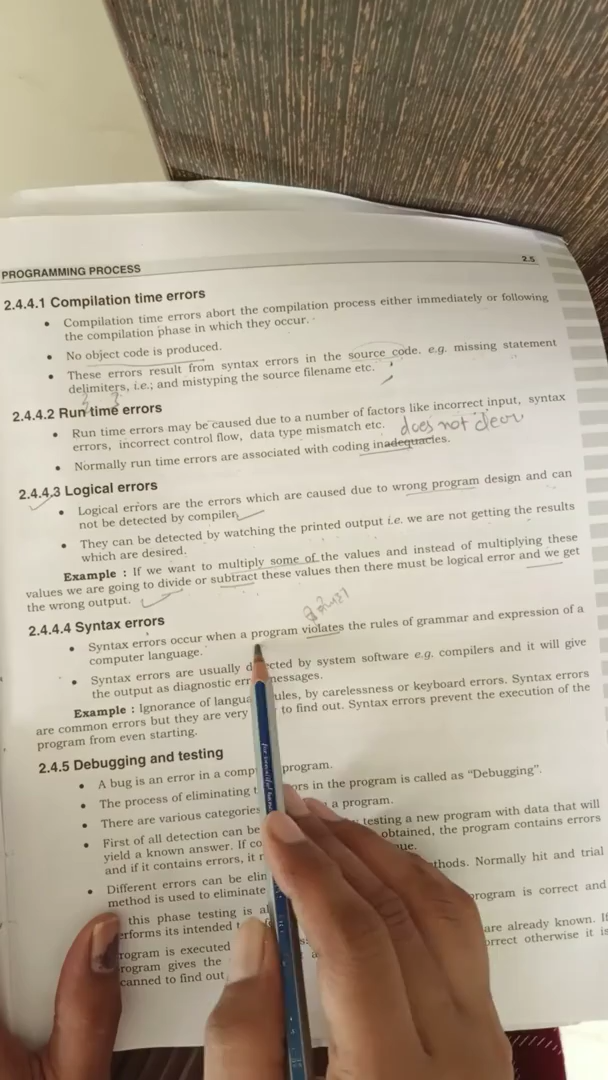 PROGRAMMING PROCESS
2.5
2.4.4.1 Compilation time errors
• Compilation time errors abort the compilation process either immediately or following
the compilation phase in which they occur.
• No object code is produced.
• These errors result from syntax errors in the source code. e.g. missing statement
delimiters, i.e.; and mistyping the source filename etc.
2.4.4.2 Run time errors
• Run time errors may be caused due to a number of factors like incorrect input, syntax
errors, incorrect control flow, data type mismatch etc. does not
• Normally run time errors are associated with coding inadequacies.
2.4.4.3 Logical errors
• Logical errors are the errors which are caused due to wrong program design and can
not be detected by compiler.
• They can be detected by watching the printed output i.e. we are not getting the results
which are desired.
Example : If we want to multiply some of the values and instead of multiplying these
values we are going to divide or subtract these values then there must be logical error and we get
the wrong output.
2.4.4.4 Syntax errors
• Syntax errors occur when a program violates the rules of grammar and expression of a
computer language.
• Syntax errors are usually by system software e.g. compilers and it will give
the output as diagnostic messages.
Example : Ignorance of rules, by carelessness or keyboard errors. Syntax errors
are common errors but they are very to find out. Syntax errors prevent the execution of the
program from even starting.
2.4.5 Debugging and testing
• A bug is an error in a program.
• The process of eliminating in the program is called as “Debugging”.
• There are various a program.
• First of all detection can be testing a new program with data that will
yield a known answer. If obtained, the program contains errors
and if it contains errors, it
• Different errors can be Normally hit and trial
method is used to eliminate
this phase testing is program is correct and
its intended
is executed are already known. If
gives the otherwise it is
to find out